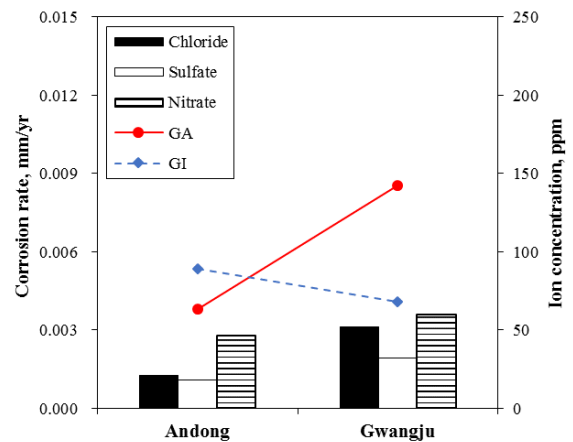 0.015
0.012
0.009
0.006
0.003
0.000
Corrosion rate, mm/yr
Chloride
Sulfate
Nitrate
GA
GI
250
200
150
100
50
0
Ion concentration, ppm
Andong
Gwangju